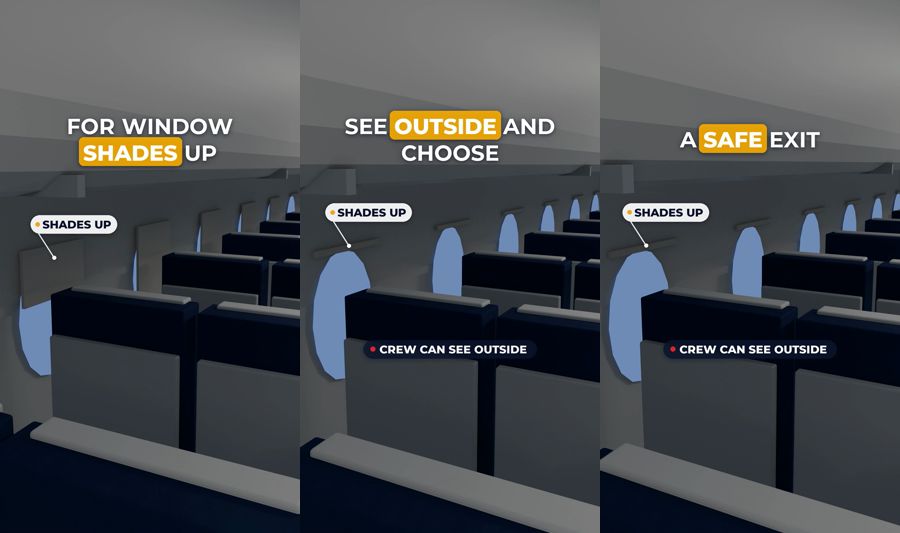 FOR WINDOW
SHADES UP
SHADES UP
SEE OUTSIDE AND
CHOOSE
SHADES UP
CREW CAN SEE OUTSIDE
A SAFE EXIT
SHADES UP
CREW CAN SEE OUTSIDE